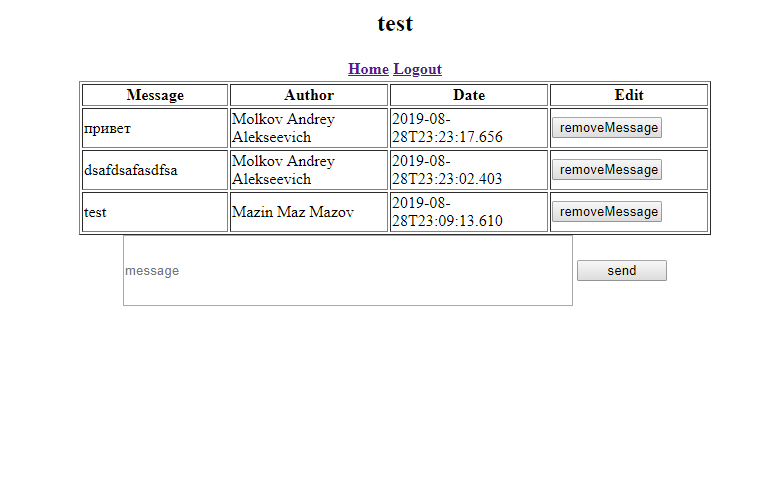 test
Home Logout
Message Author Date Edit
привет Molkov Andrey Alekseevich 2019-08-28T23:23:17.656 removeMessage
dsafdsafasdfsa Molkov Andrey Alekseevich 2019-08-28T23:23:02.403 removeMessage
test Mazin Maz Mazov 2019-08-28T23:09:13.610 removeMessage
message send